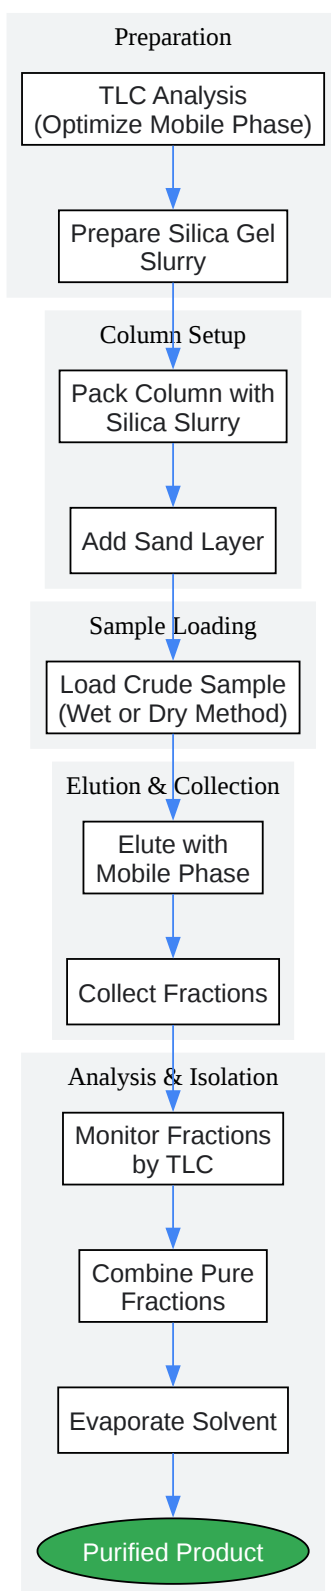 Preparation
TLC Analysis
(Optimize Mobile Phase)
Prepare Silica Gel
Slurry
Column Setup
Pack Column with
Silica Slurry
Add Sand Layer
Sample Loading
Load Crude Sample
(Wet or Dry Method)
Elution & Collection
Elute with
Mobile Phase
Collect Fractions
Analysis & Isolation
Monitor Fractions
by TLC
Combine Pure
Fractions
Evaporate Solvent
Purified Product